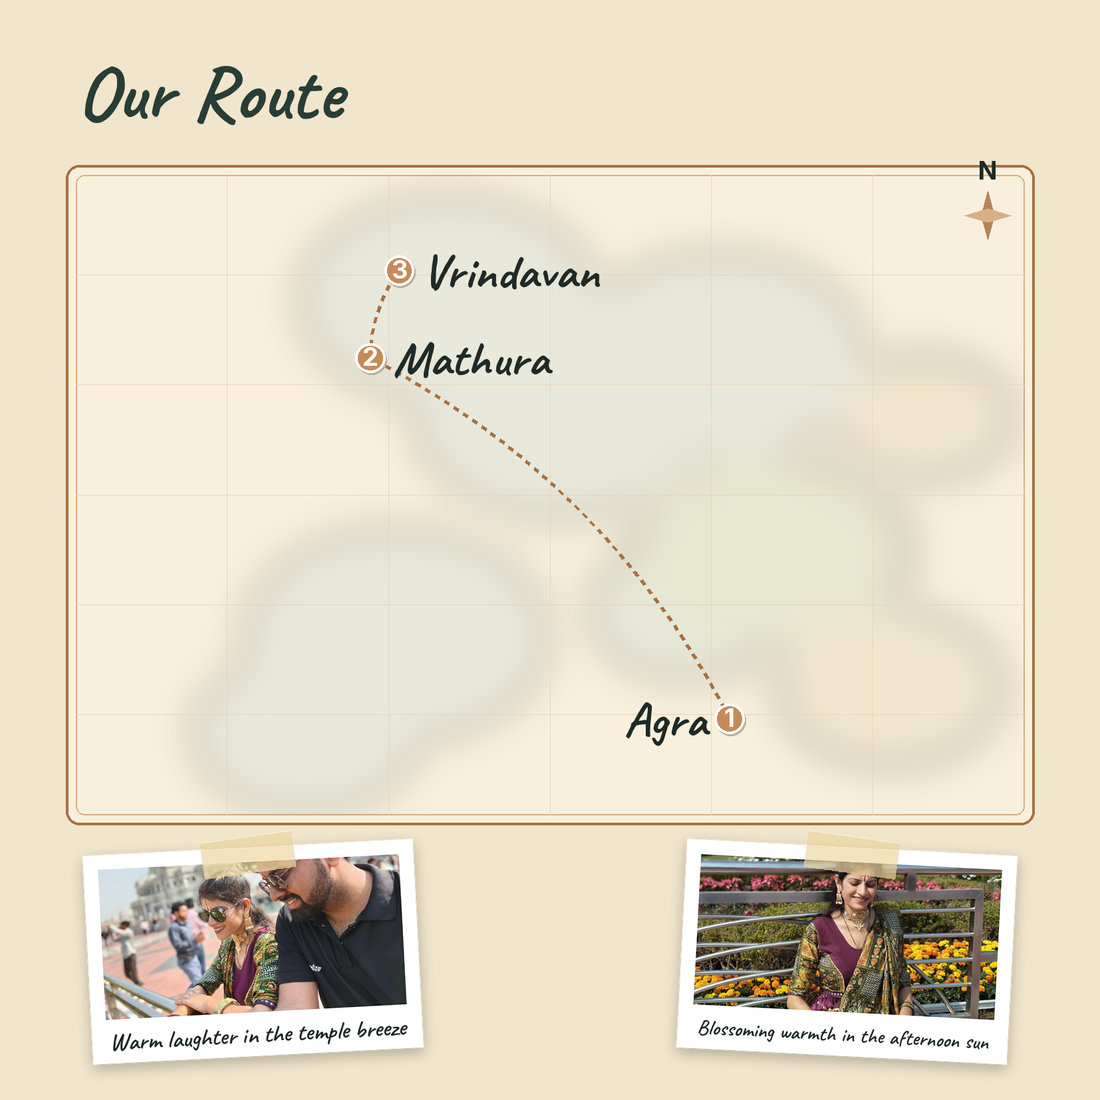 Our Route
N
3 Vrindavan
2 Mathura
Agra 1
Warm laughter in the temple breeze
Blossoming warmth in the afternoon sun